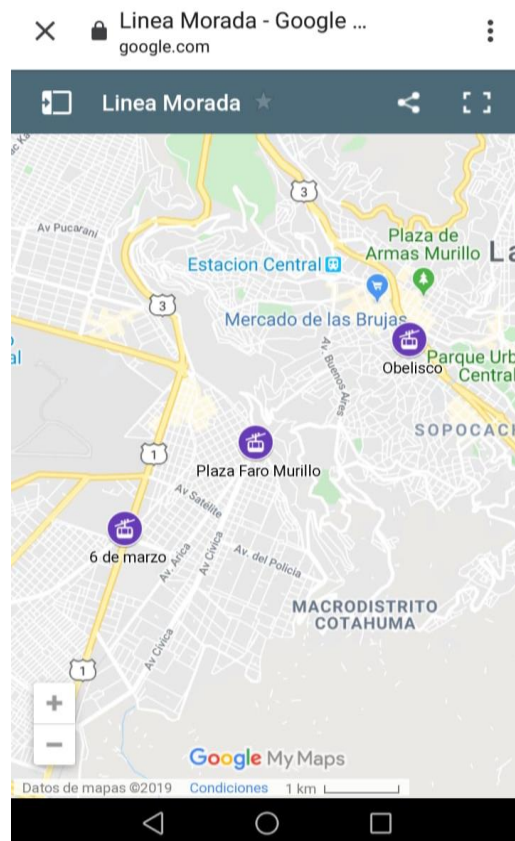 Linea Morada - Google ...
google.com
Linea Morada
Av Pucarani
3
Plaza de
Armas Murillo
La
Estacion Central
3
Mercado de las Brujas
Av. Buenos Aires
Obelisco
Parque Urb
Central
al
SOPOCACHI
1
Plaza Faro Murillo
Av Satélite
6 de marzo
Av. Arica
Av Cívica
Av. del Policia
MACRODISTRITO
COTAHUMA
Av Cívica
1
+
−
Google My Maps
Datos de mapas ©2019 Condiciones 1 km